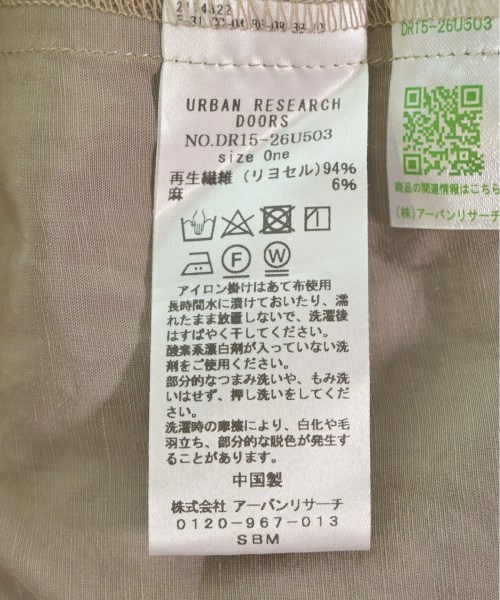 URBAN RESEARCH
DOORS
NO.DR15-26U503
size One
再生繊維 (リヨセル)94%
麻 6%
F
W
アイロン掛けはあて布使用
長時間水に漬けておいたり、濡
れたまま放置しないで、洗濯後
はすばやく干してください。
酸素系漂白剤が入っていない洗
剤をご使用ください。
部分的なつまみ洗いや、もみ洗
いはせず、押し洗いをしてくだ
さい。
洗濯時の摩擦により、白化や毛
羽立ち、部分的な脱色が発生す
ることがあります。
中国製
株式会社 アーバンリサーチ
0120-967-013
SBM
DR15-26U503
商品の関連情報はこちら
(株)アーバンリサーチ